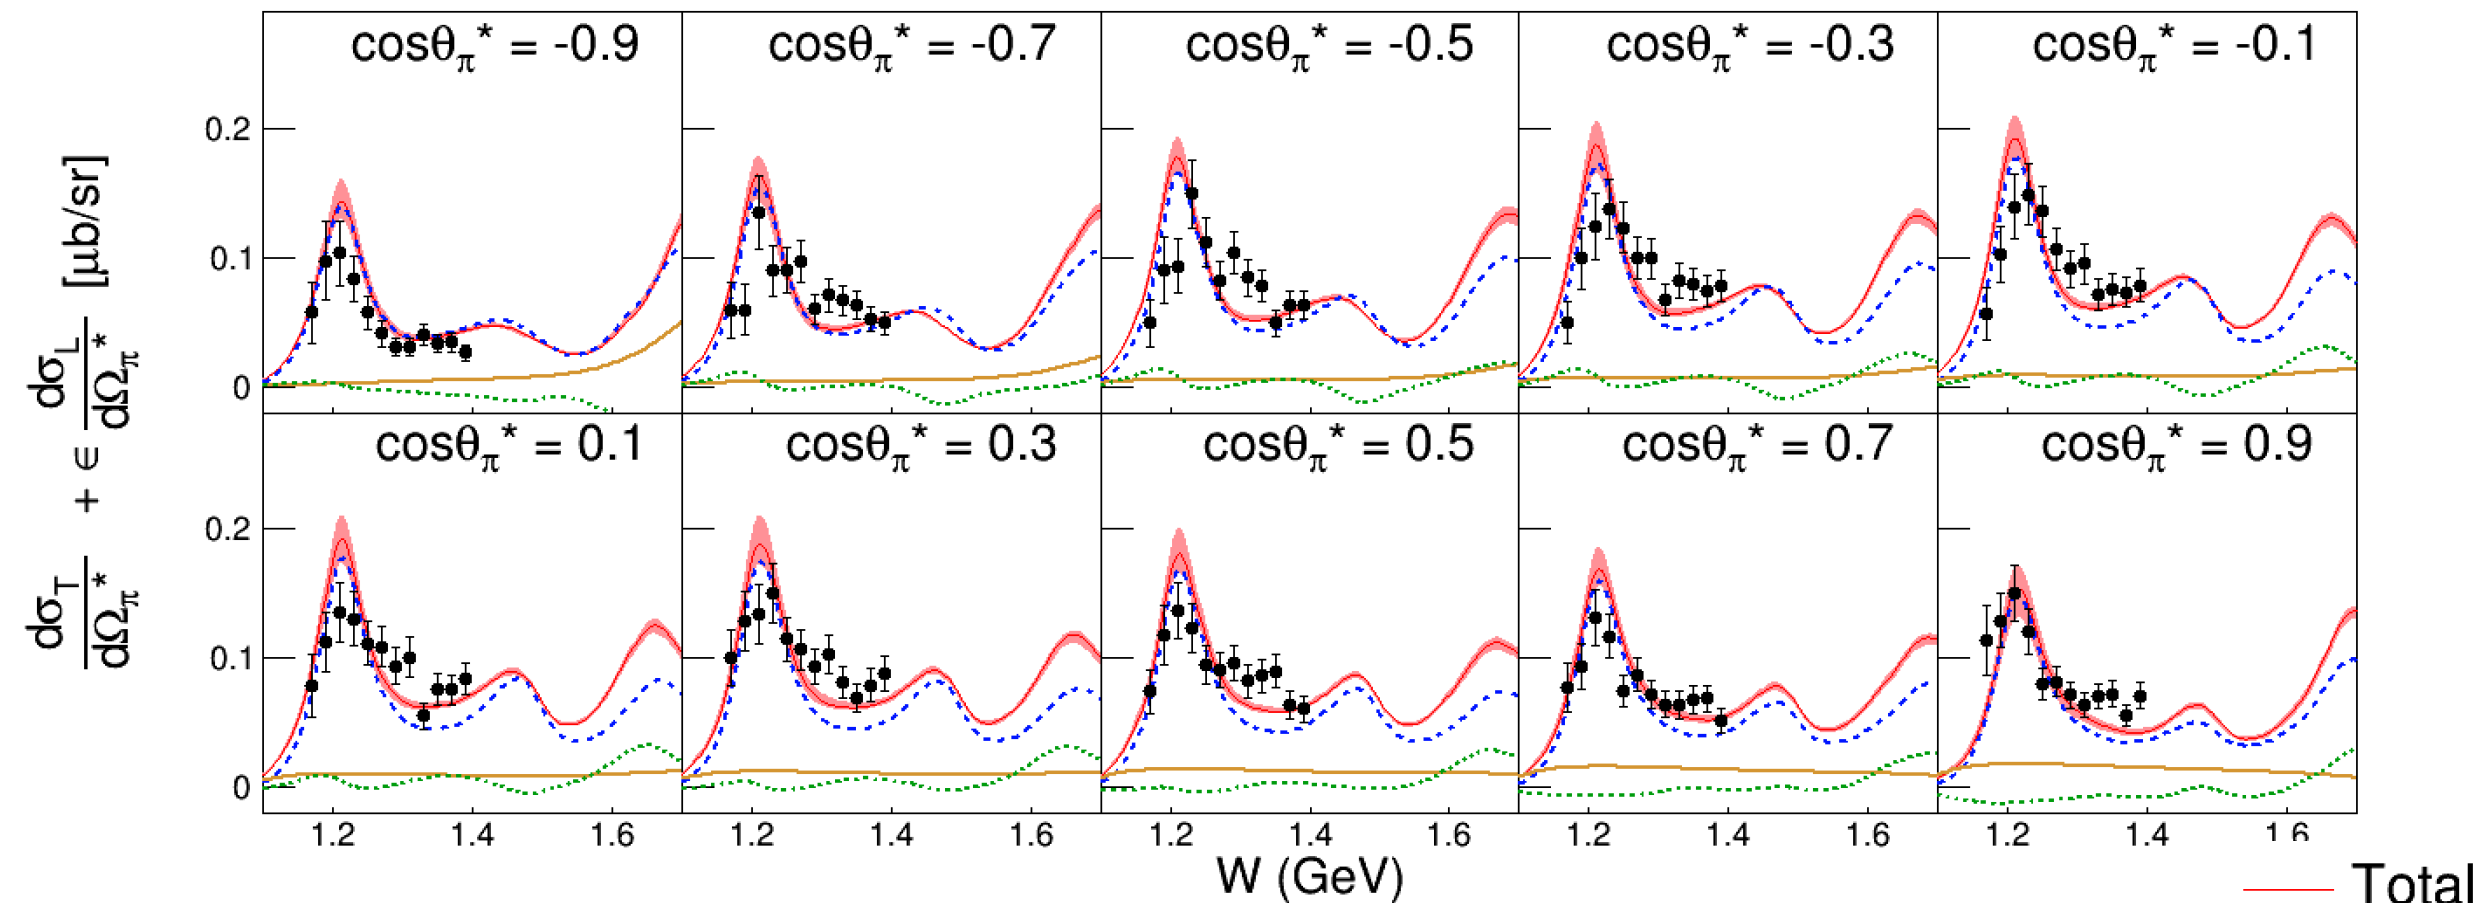 cosθπ* = -0.9 cosθπ* = -0.7 cosθπ* = -0.5 cosθπ* = -0.3 cosθπ* = -0.1
0.2
0.1
0
cosθπ* = 0.1 cosθπ* = 0.3 cosθπ* = 0.5 cosθπ* = 0.7 cosθπ* = 0.9
0.2
0.1
0
dσT/dΩπ* + ϵ dσL/dΩπ* [μb/sr]
1.2 1.4 1.6 1.2 1.4 1.6 1.2 1.4 1.6 1.2 1.4 1.6 1.2 1.4 1.6
W (GeV)
Total